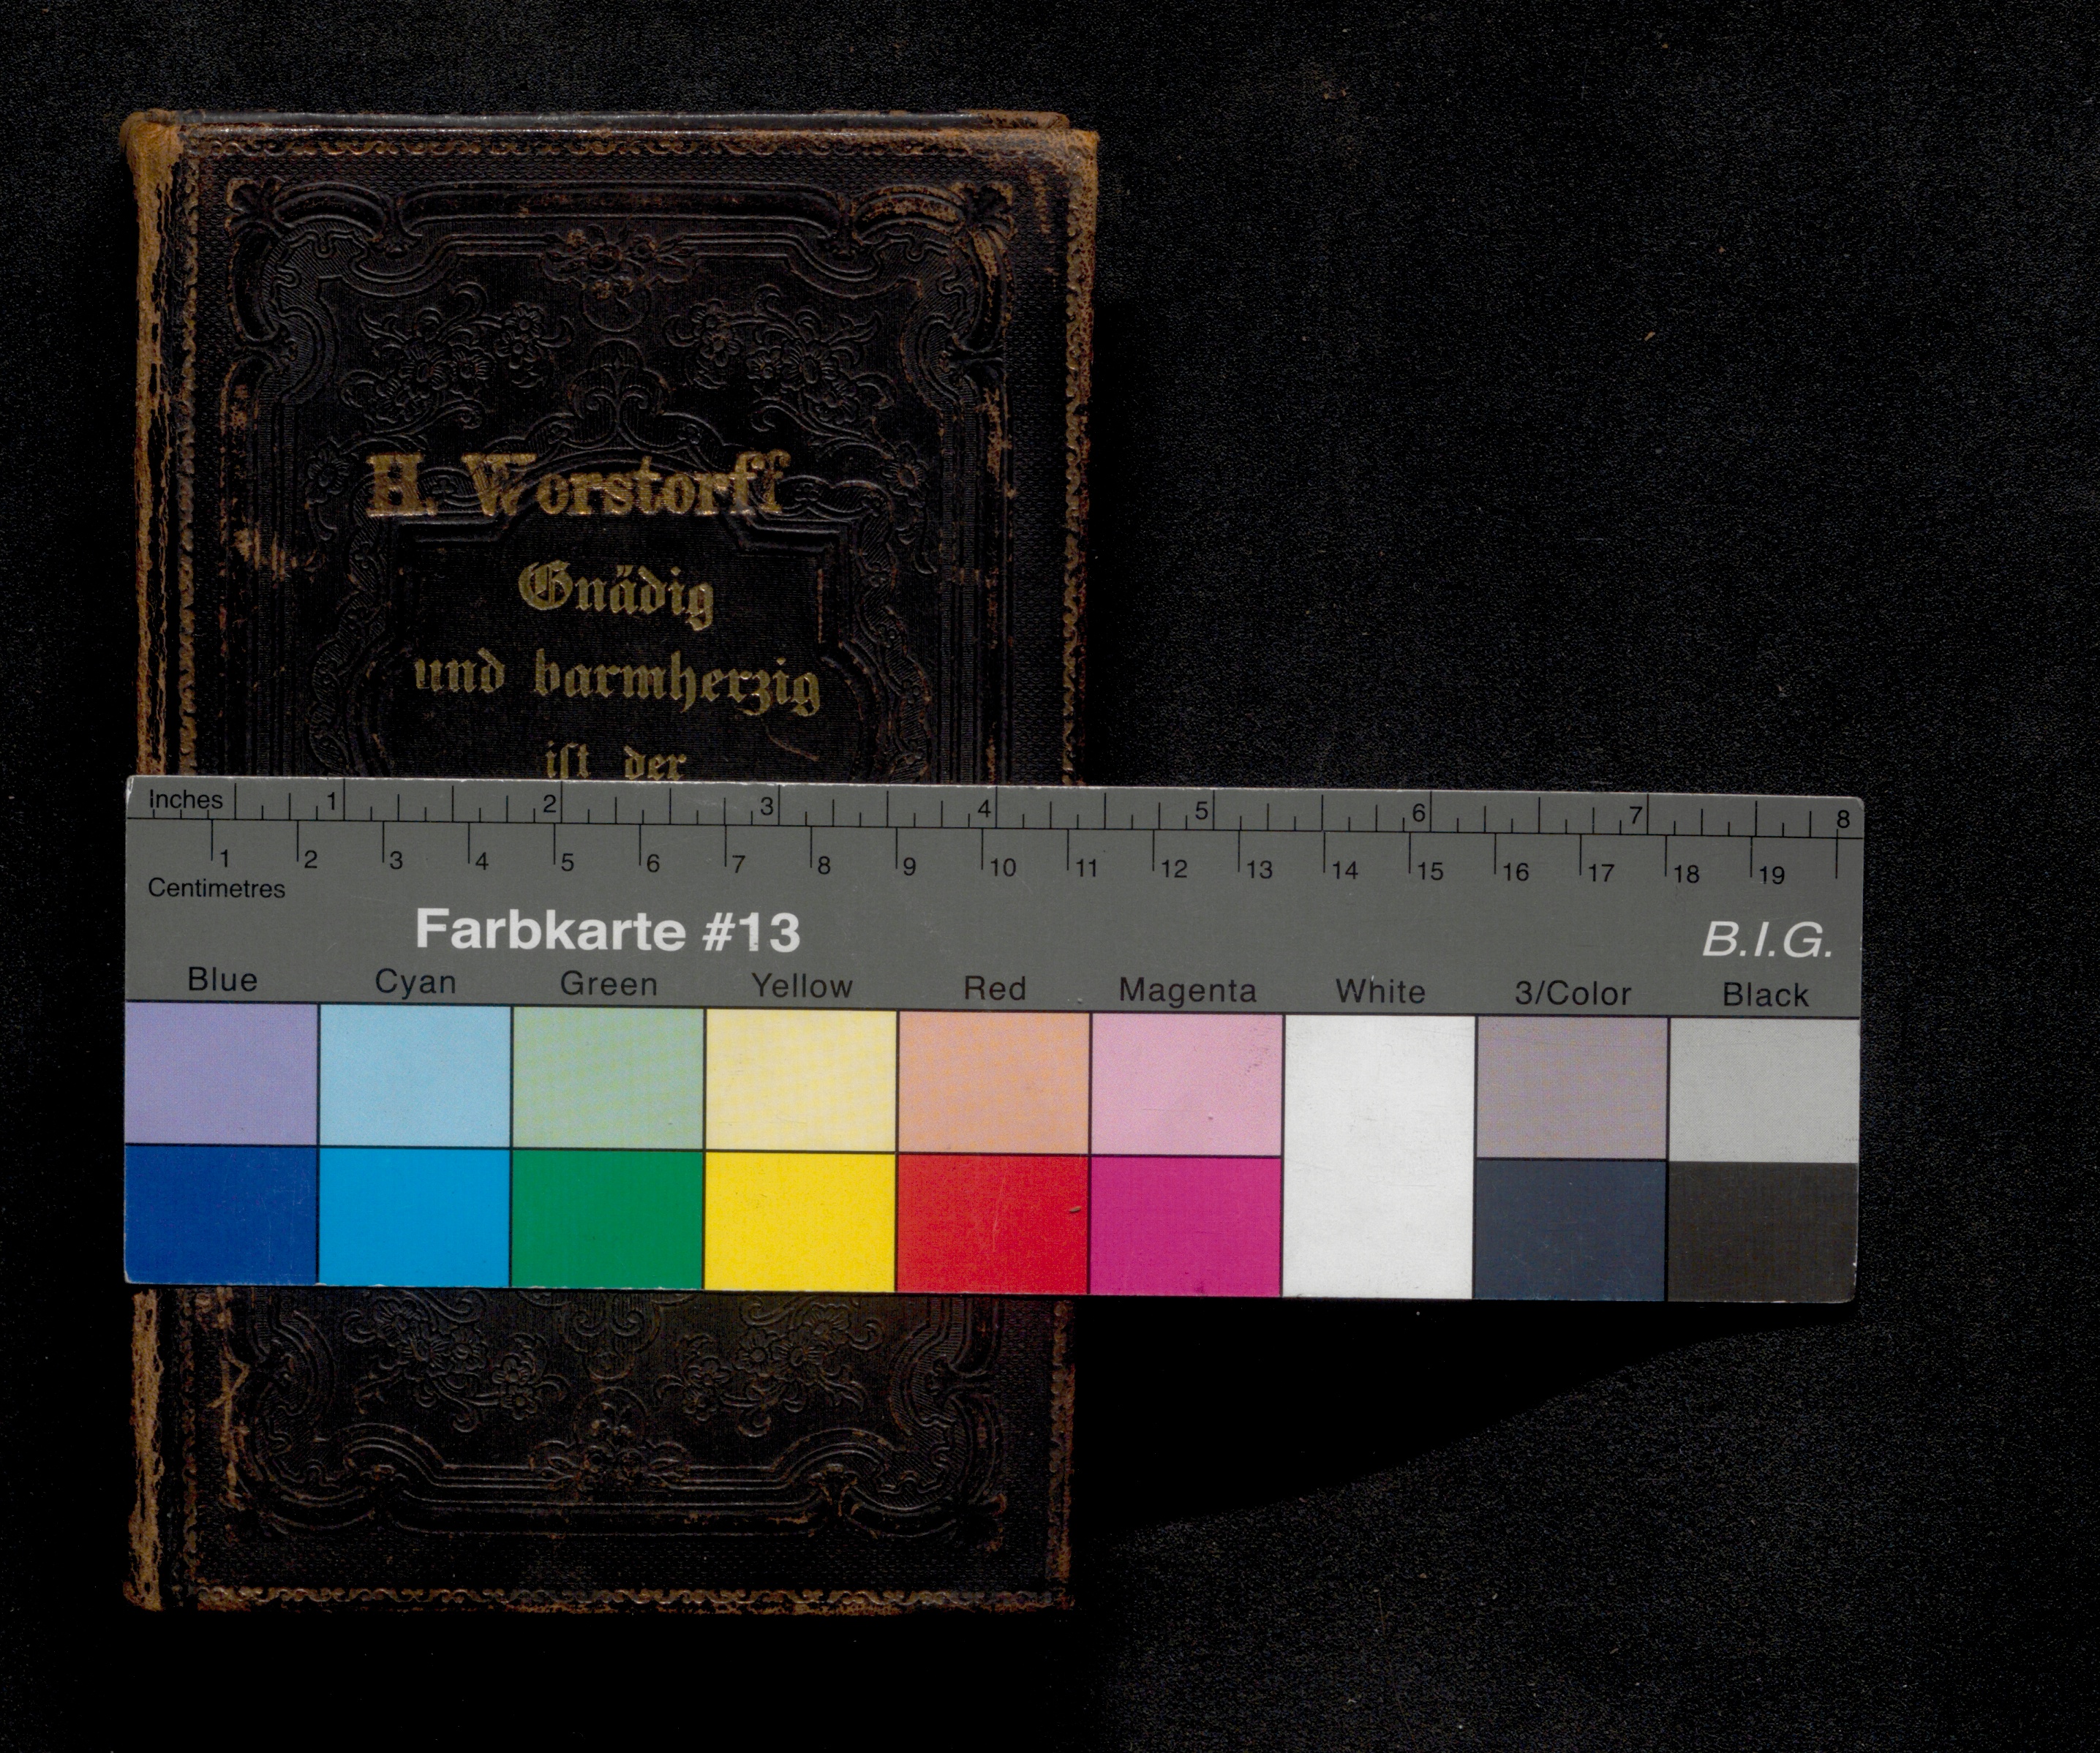 H. Worstorff
Gnädig
und barmherzig
ist der
Inches 1 2 3 4 5 6 7 8
1 2 3 4 5 6 7 8 9 10 11 12 13 14 15 16 17 18 19
Centimetres
Farbkarte #13
B.I.G.
Blue Cyan Green Yellow Red Magenta White 3/Color Black